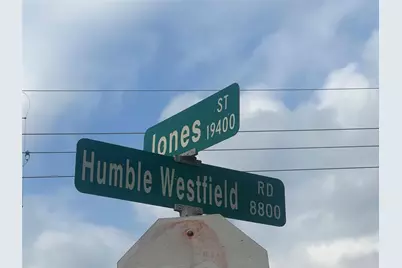 Jones ST 19400
Humble Westfield RD 8800